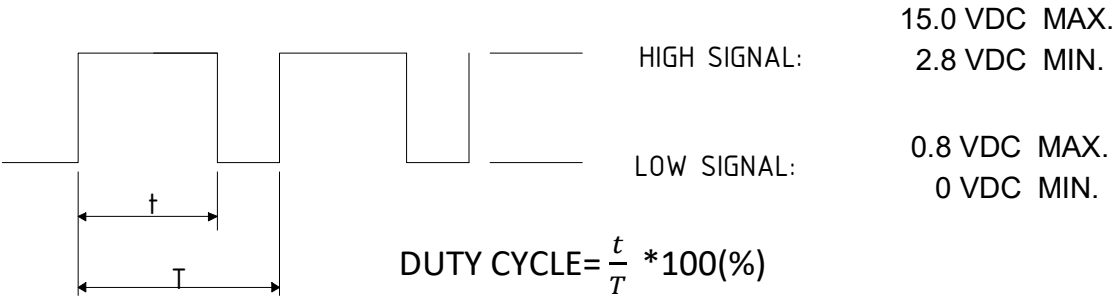 15.0 VDC MAX.
HIGH SIGNAL: 2.8 VDC MIN.
LOW SIGNAL: 0.8 VDC MAX.
0 VDC MIN.
t
T
DUTY CYCLE= t/T *100(%)